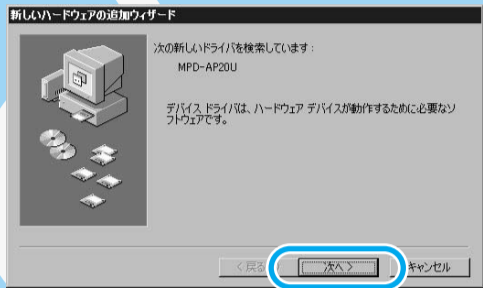 新しいハードウェアの追加ウィザード
次の新しいドライバを検索しています：
MPD-AP20U
デバイス ドライバは、ハードウェア デバイスが動作するために必要なソ
フトウェアです。
< 戻る
次へ >
キャンセル